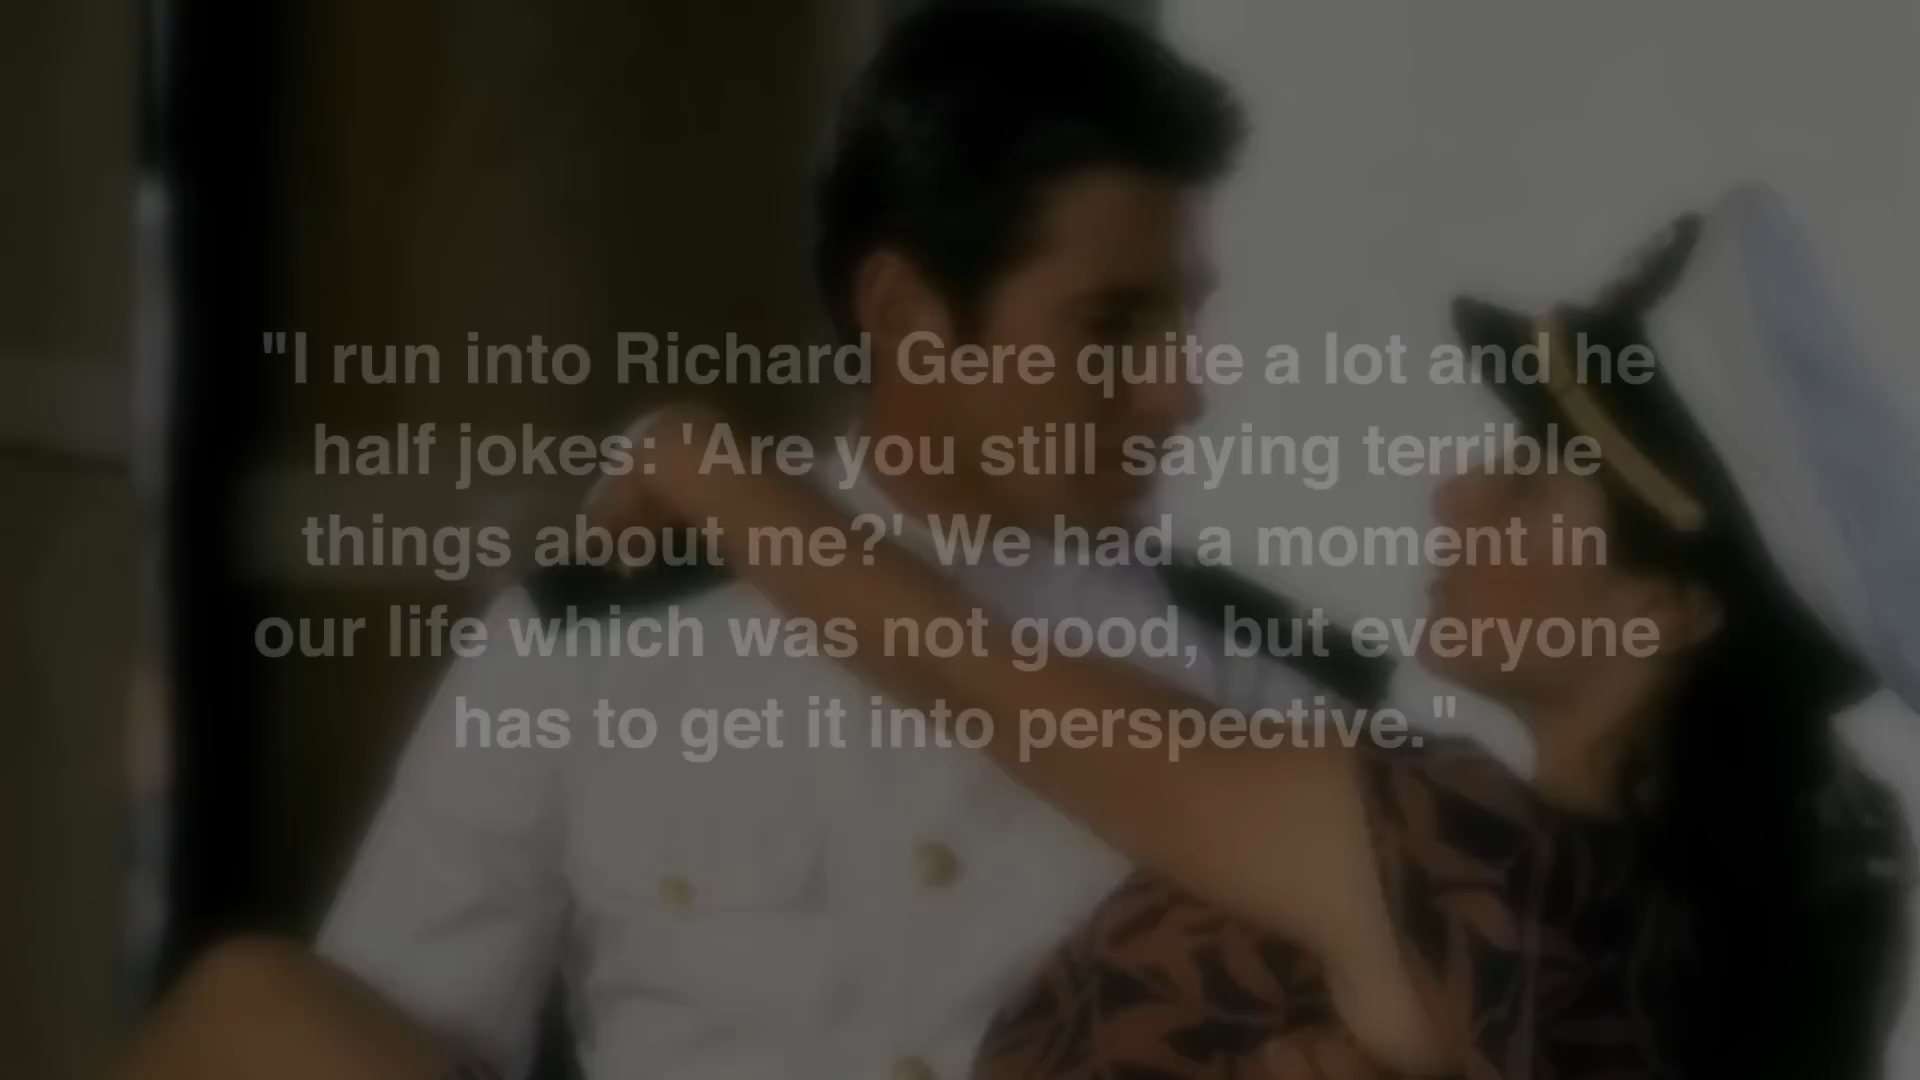 "I run into Richard Gere quite a lot and he
half jokes: 'Are you still saying terrible
things about me?' We had a moment in
our life which was not good, but everyone
has to get it into perspective."